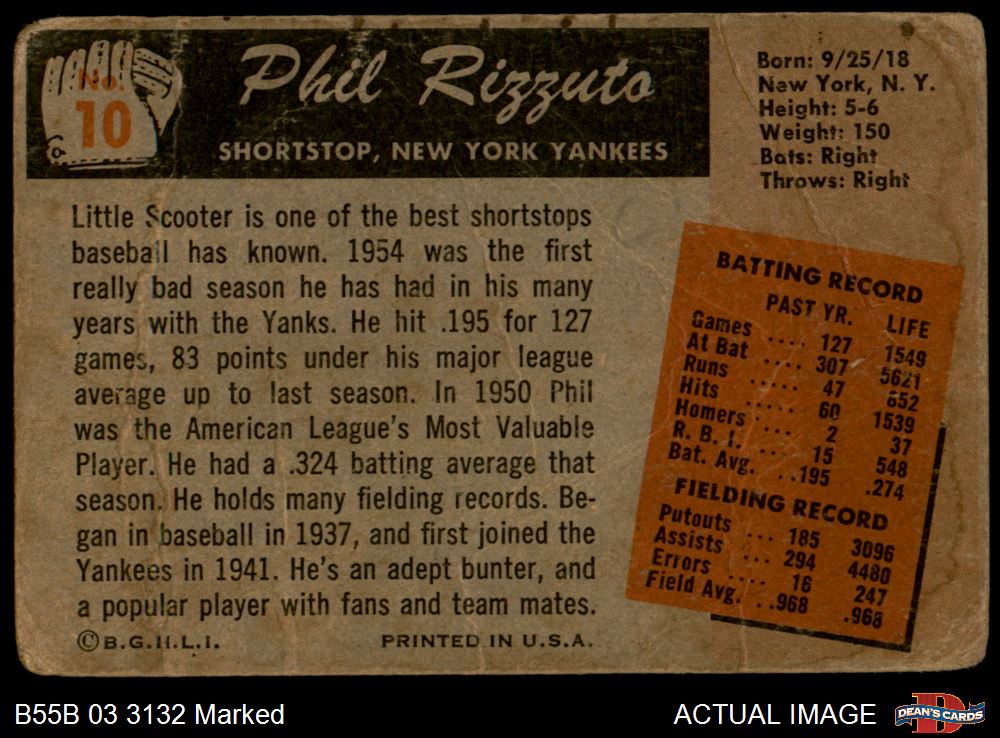 No.
10
Phil Rizzuto
SHORTSTOP, NEW YORK YANKEES
Born: 9/25/18
New York, N. Y.
Height: 5-6
Weight: 150
Bats: Right
Throws: Right
Little Scooter is one of the best shortstops
baseball has known. 1954 was the first
really bad season he has had in his many
years with the Yanks. He hit .195 for 127
games, 83 points under his major league
average up to last season. In 1950 Phil
was the American League's Most Valuable
Player. He had a .324 batting average that
season. He holds many fielding records. Be-
gan in baseball in 1937, and first joined the
Yankees in 1941. He's an adept bunter, and
a popular player with fans and team mates.
©B.G.H.L.I.
PRINTED IN U.S.A.
BATTING RECORD
PAST YR. LIFE
Games .... 127 1549
At Bat .... 307 5621
Runs ..... 47 852
Hits ..... 60 1539
Homers ... 2 37
R. B. I. ... 15 548
Bat. Avg. ..195 .274
FIELDING RECORD
Putouts ... 185 3096
Assists ... 294 4480
Errors .... 16 247
Field Avg. ..968 .968
B55B 03 3132 Marked
ACTUAL IMAGE
D
DEAN'S CARDS